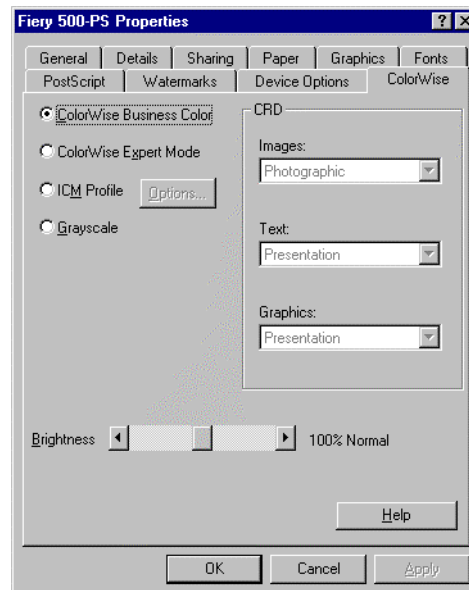 Fiery 500-PS Properties
General Details Sharing Paper Graphics Fonts
PostScript Watermarks Device Options ColorWise
ColorWise Business Color
ColorWise Expert Mode
ICM Profile Options...
Grayscale
CRD
Images:
Photographic
Text:
Presentation
Graphics:
Presentation
Brightness 100% Normal
Help
OK Cancel Apply